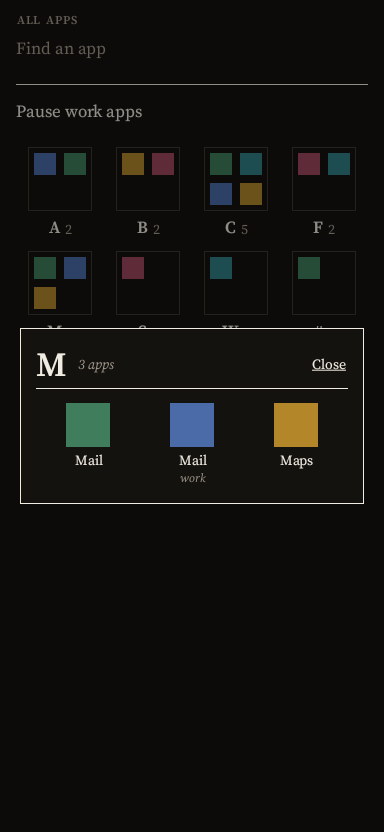 ALL APPS
Find an app
Pause work apps
A 2
B 2
C 5
F 2
M 3 apps
Close
Mail
Mail
Maps
work